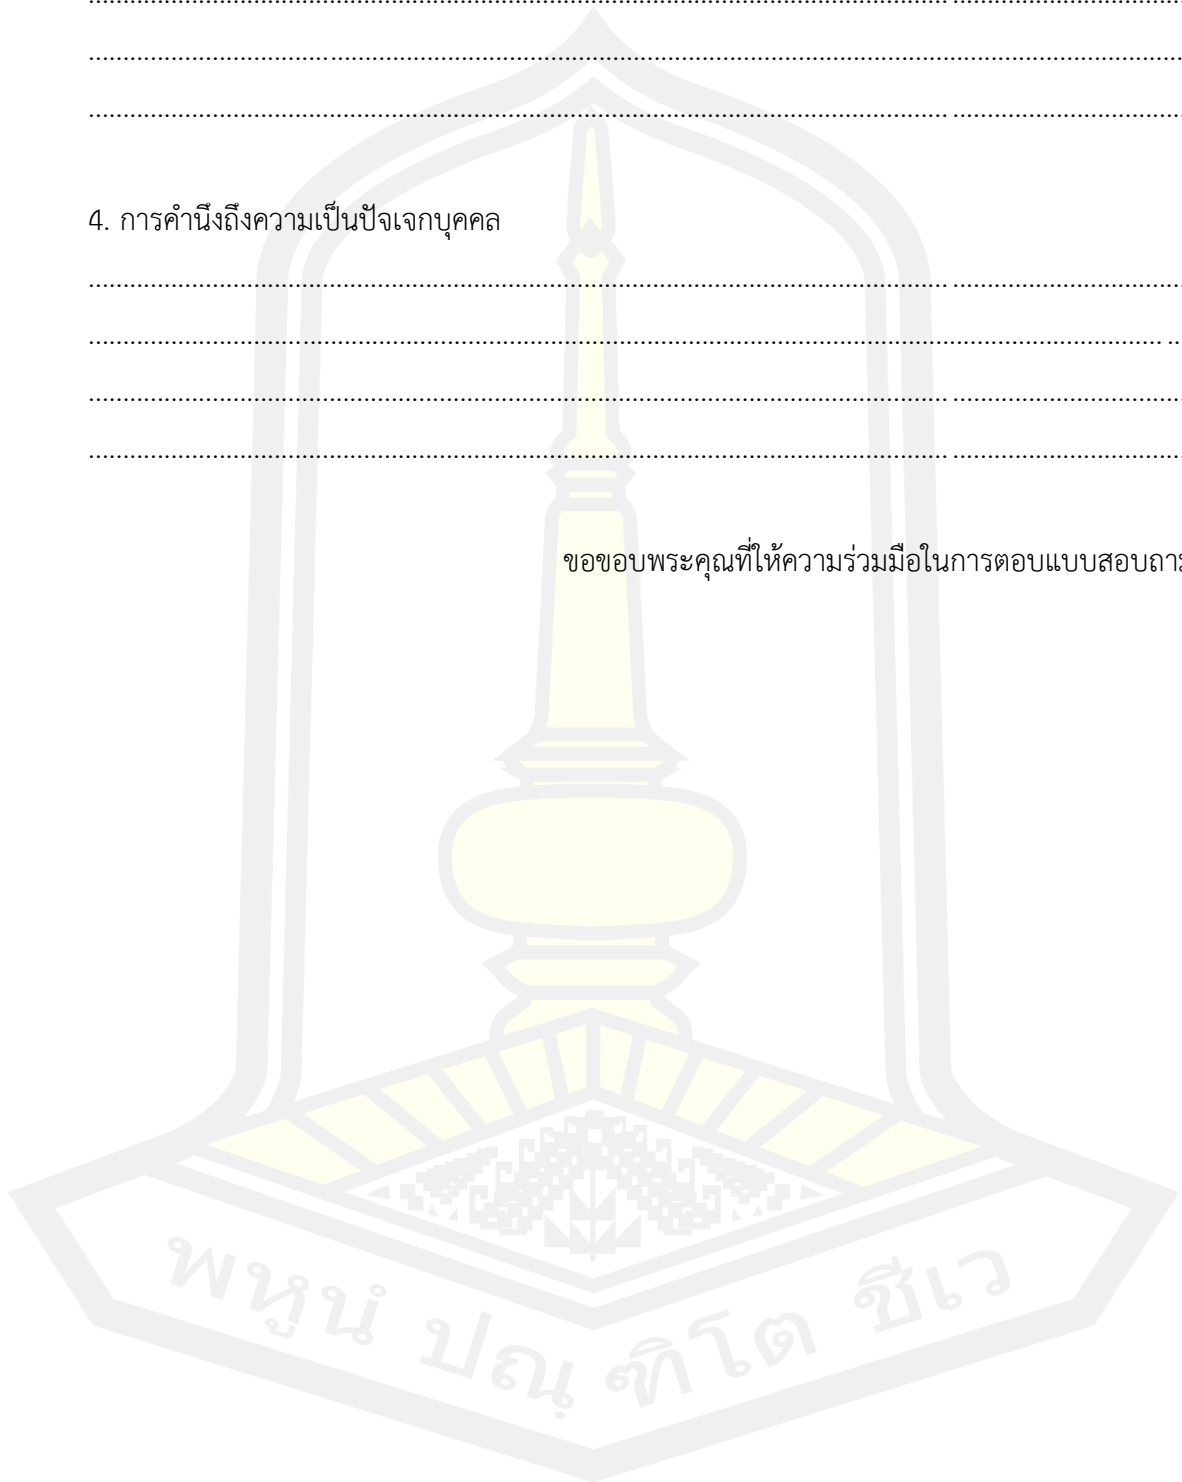 4. การคำนึงถึงความเป็นปัจเจกบุคคล
ขอขอบพระคุณที่ให้ความร่วมมือในการตอบแบบสอบถา
พหูนํ ปณฺฑิโต ชีเว